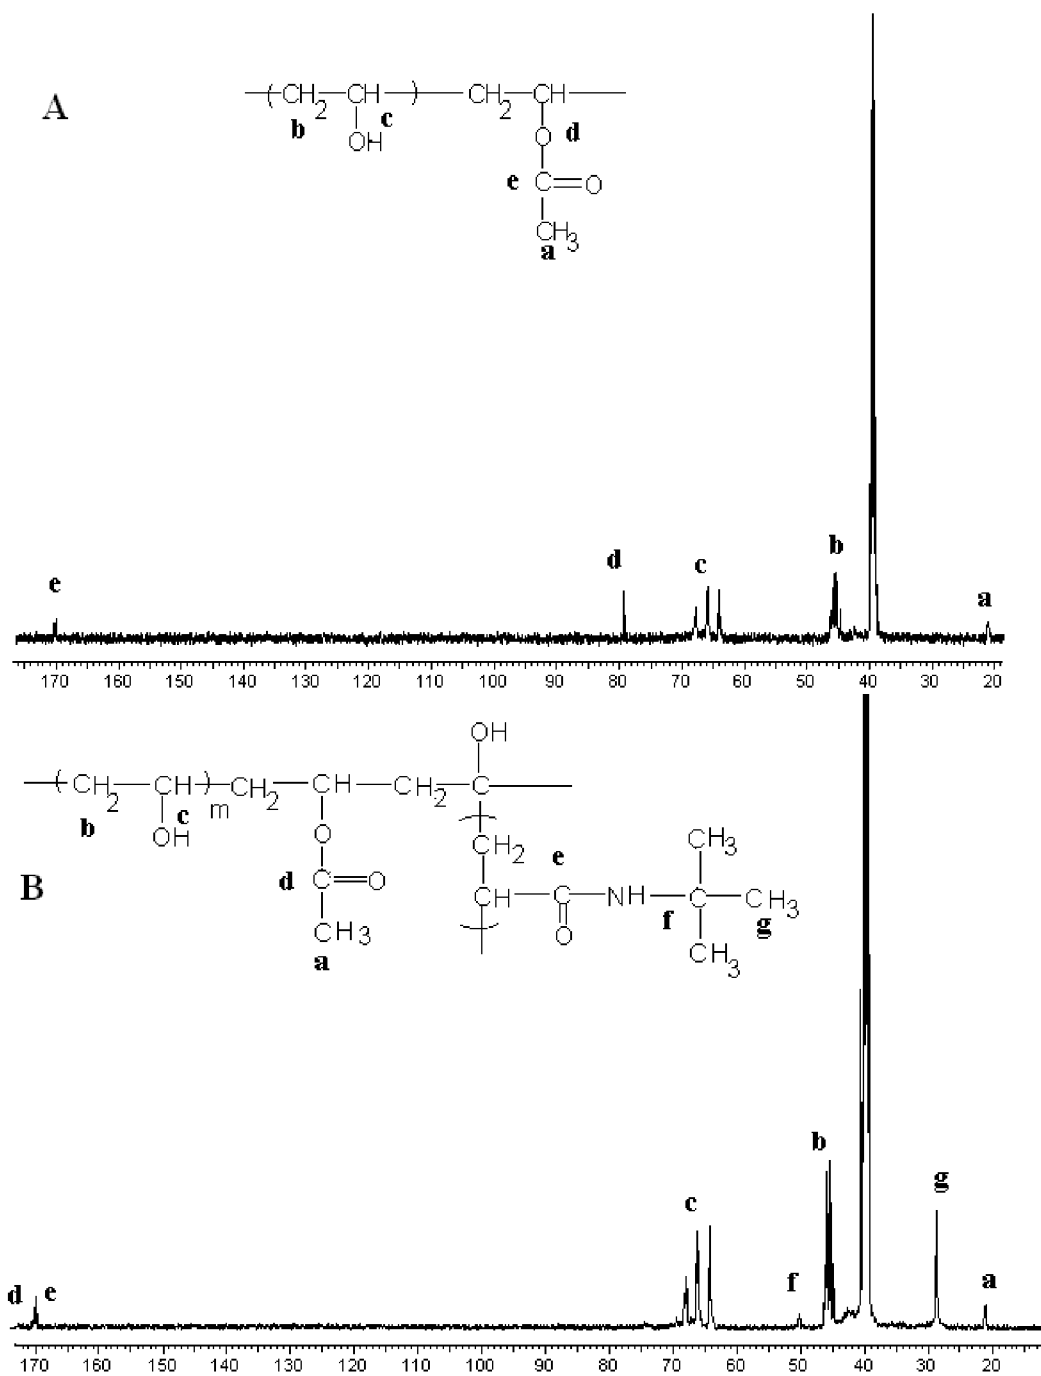 A
( CH2 CH ) CH2 CH
b c
OH
O d
e C O
CH3
a
e d c b a
170 160 150 140 130 120 110 100 90 80 70 60 50 40 30 20
OH
( CH2 CH )m CH2 CH CH2 C
b c
OH O
CH2
CH3
B
d C O
e
CH C NH C CH3
O f g
CH3
a
CH3
d e c f b g a
170 160 150 140 130 120 110 100 90 80 70 60 50 40 30 20